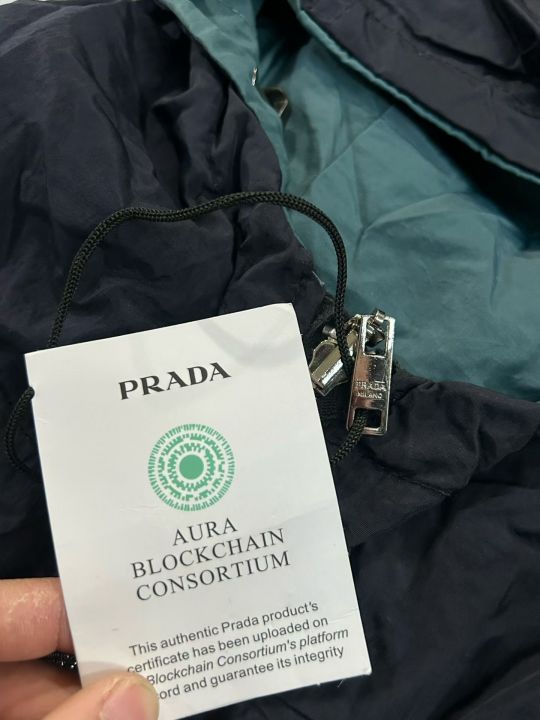 PRADA
AURA
BLOCKCHAIN
CONSORTIUM
This authentic Prada product's
certificate has been uploaded on
Blockchain Consortium's platform
and guarantee its integrity
PRADA
MILANO